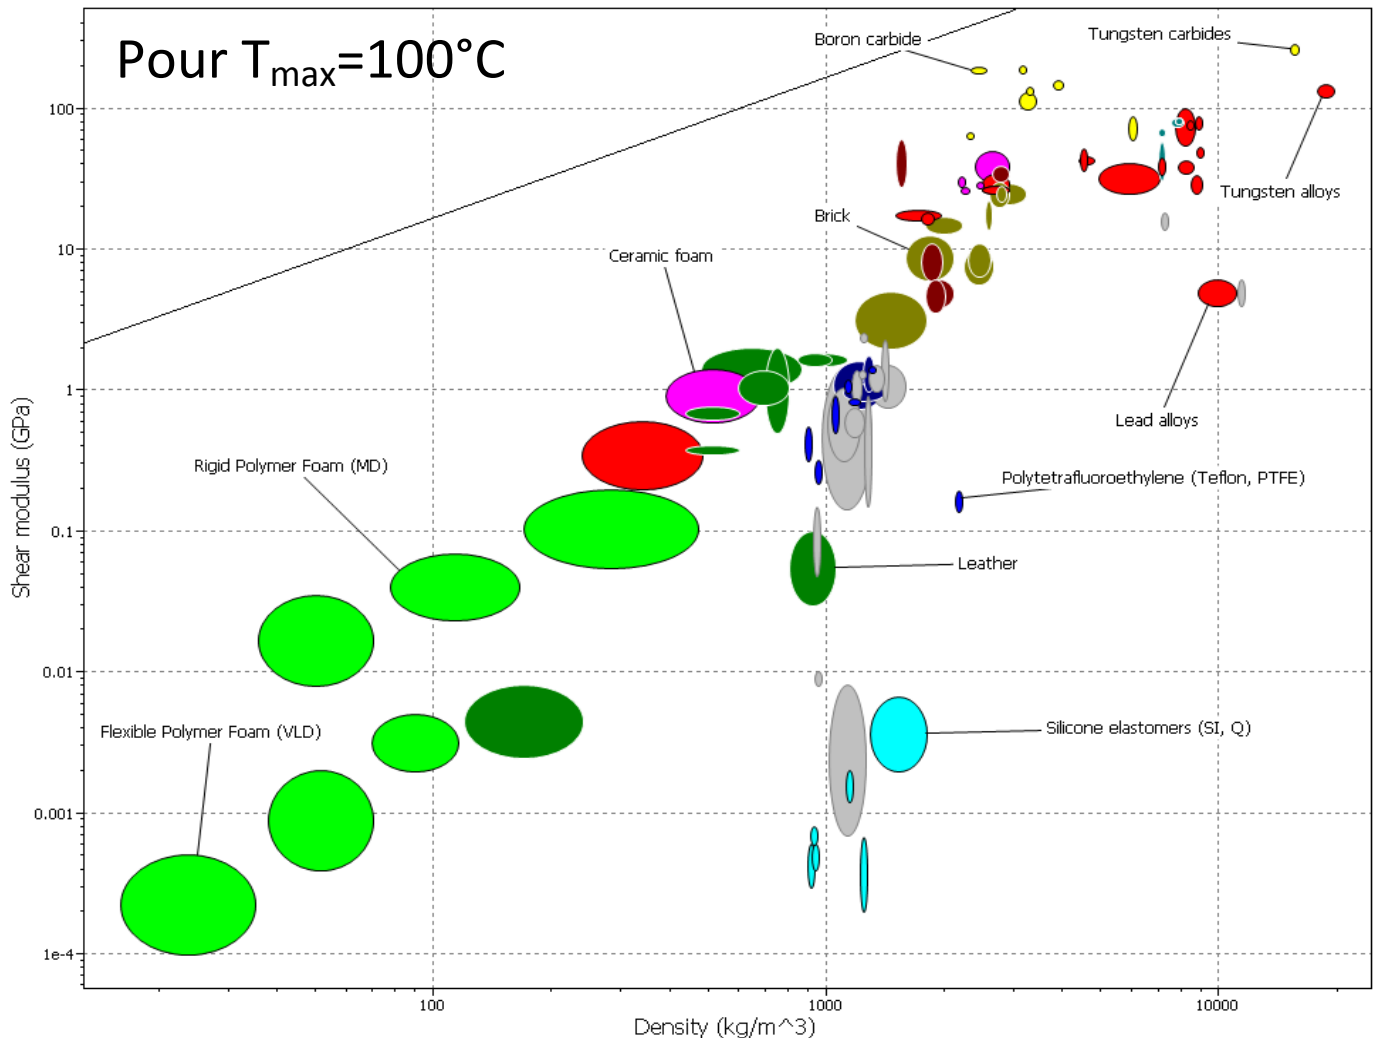 Pour Tmax=100°C
Boron carbide
Tungsten carbides
100
Tungsten alloys
Brick
10
Ceramic foam
1
Lead alloys
Rigid Polymer Foam (MD)
Polytetrafluoroethylene (Teflon, PTFE)
0.1
Leather
0.01
Flexible Polymer Foam (VLD)
Silicone elastomers (SI, Q)
0.001
1e-4
Shear modulus (GPa)
100
1000
10000
Density (kg/m^3)